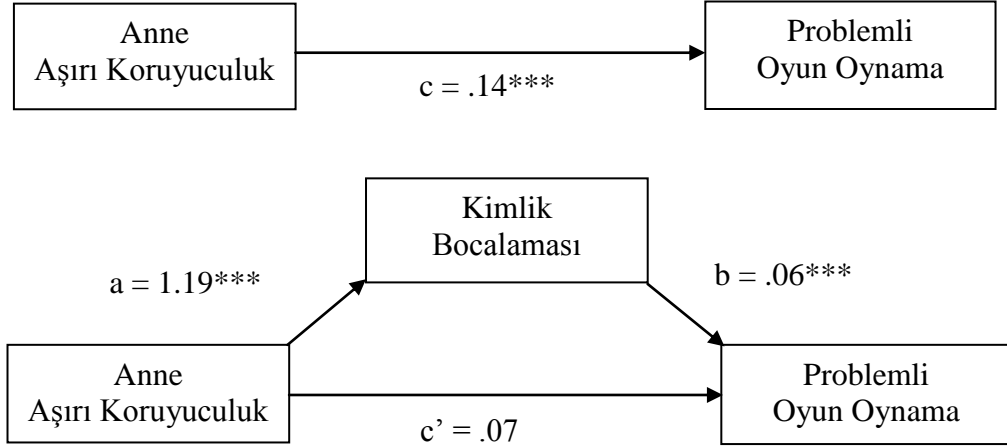 Anne
Aşırı Koruyuculuk
Problemli
Oyun Oynama
c = .14***
Kimlik
Bocalaması
a = 1.19***
b = .06***
Anne
Aşırı Koruyuculuk
Problemli
Oyun Oynama
c’ = .07